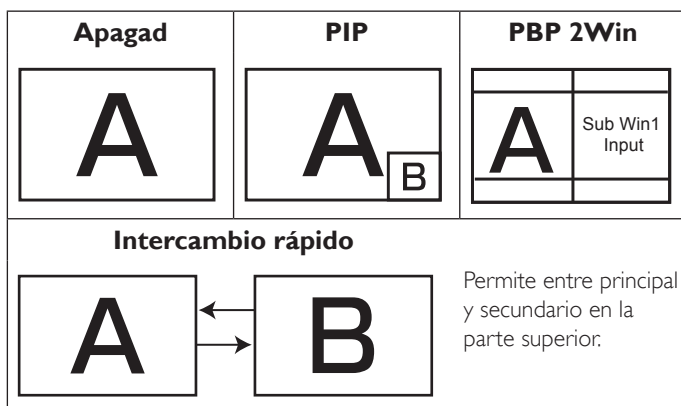 Apagad
PIP
PBP 2Win
A
A
B
A
Sub Win1
Input
Intercambio rápido
A
B
Permite entre principal
y secundario en la
parte superior.